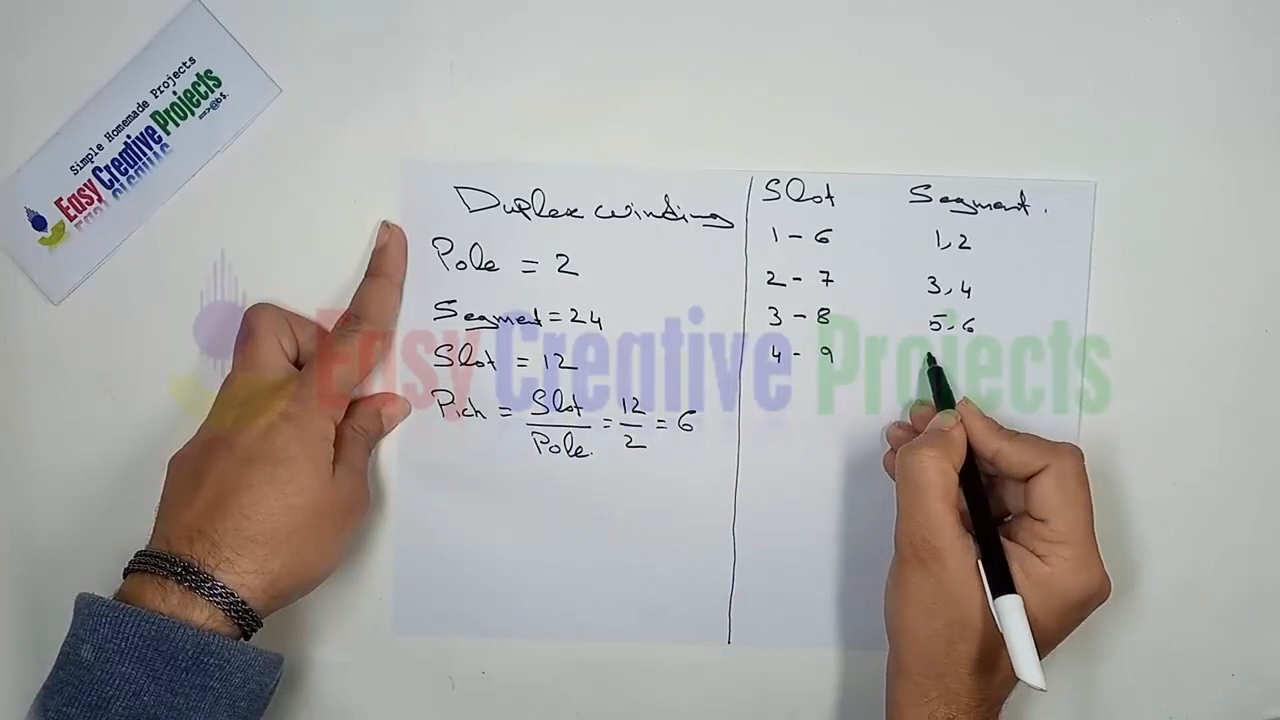 Simple Homemade Projects
Easy Creative Projects
==>@b$.
Duplex winding
Pole = 2
Segment = 24
Slot = 12
Pich = Slot / Pole. = 12 / 2 = 6
Slot Segment.
1 - 6 1,2
2 - 7 3,4
3 - 8 5,6
4 - 9
Easy Creative Projects